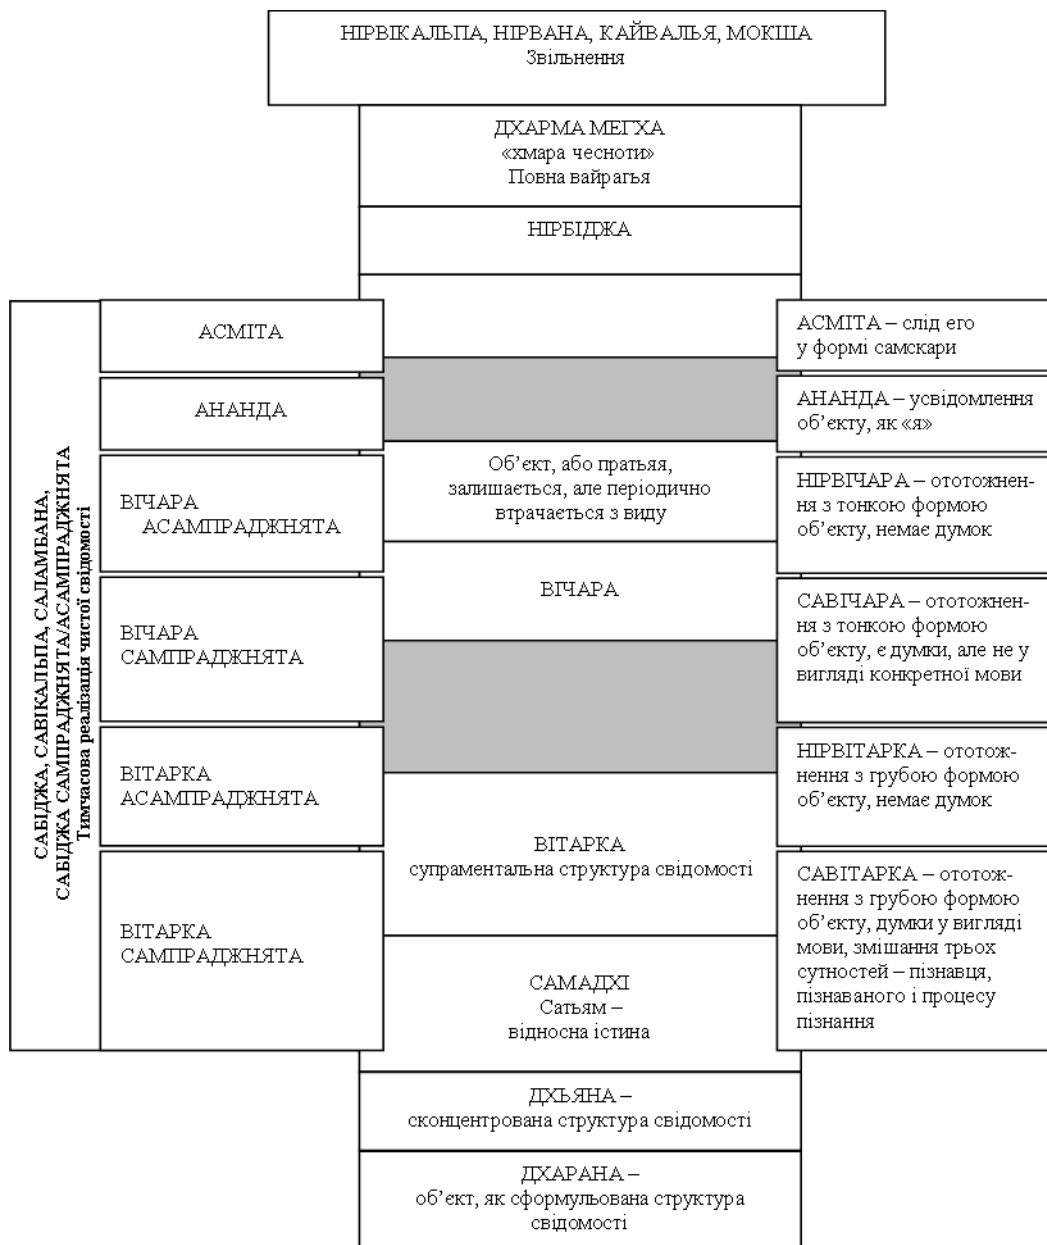 НІРВІКАЛЬПА, НІРВАНА, КАЙВАЛЬЯ, МОКША
Звільнення
ДХАРМА МЕГХА
«хмара чесноти»
Повна вайрагья
НІРБІДЖА
САБІДЖА, САВІКАЛЬПА, САЛАМБАНА,
САБІДЖА САМПРАДЖНЯТА/АСАМПРАДЖНЯТА
Тимчасова реалізація чистої свідомості
АСМІТА
АНАНДА
ВІЧАРА
АСАМПРАДЖНЯТА
ВІЧАРА
САМПРАДЖНЯТА
ВІТАРКА
АСАМПРАДЖНЯТА
ВІТАРКА
САМПРАДЖНЯТА
Об’єкт, або пратьяя,
залишається, але періодично
втрачається з виду
ВІЧАРА
ВІТАРКА
супраментальна структура свідомості
САМАДХІ
Сатьям –
відносна істина
АСМІТА – слід его
у формі самскари
АНАНДА – усвідомлення
об’єкту, як «я»
НІРВІЧАРА – ототожнен-
ня з тонкою формою
об’єкту, немає думок
САВІЧАРА – ототожнен-
ня з тонкою формою
об’єкту, є думки, але не у
вигляді конкретної мови
НІРВІТАРКА – ототож-
нення з грубою формою
об’єкту, немає думок
САВІТАРКА – ототож-
нення з грубою формою
об’єкту, думки у вигляді
мови, змішання трьох
сутностей – пізнавця,
пізнаваного і процесу
пізнання
ДХЬЯНА –
сконцентрована структура свідомості
ДХАРАНА –
об’єкт, як сформульована структура
свідомості